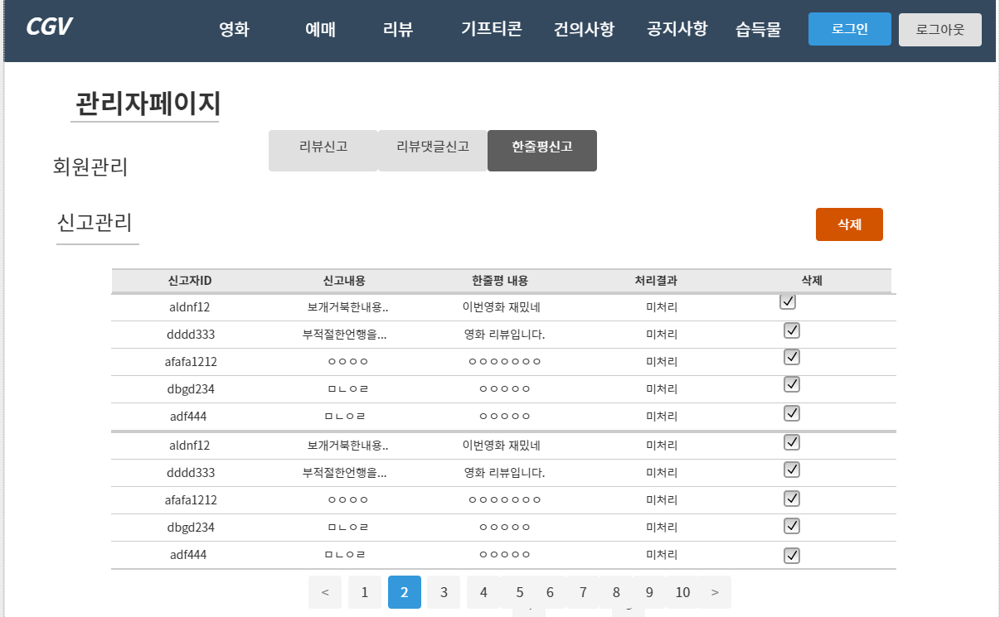 CGV 영화 예매 리뷰 기프티콘 건의사항 공지사항 습득물 로그인 로그아웃
관리자페이지
리뷰신고 리뷰댓글신고 한줄평신고
회원관리
신고관리
삭제
신고자ID 신고내용 한줄평 내용 처리결과 삭제
aldnf12 보개거북한내용.. 이번영화 재밌네 미처리
dddd333 부적절한언행을... 영화 리뷰입니다. 미처리
afafa1212 ㅇㅇㅇㅇ ㅇㅇㅇㅇㅇㅇㅇ 미처리
dbgd234 ㅁㄴㅇㄹ ㅇㅇㅇㅇㅇ 미처리
adf444 ㅁㄴㅇㄹ ㅇㅇㅇㅇㅇ 미처리
aldnf12 보개거북한내용.. 이번영화 재밌네 미처리
dddd333 부적절한언행을... 영화 리뷰입니다. 미처리
afafa1212 ㅇㅇㅇㅇ ㅇㅇㅇㅇㅇㅇㅇ 미처리
dbgd234 ㅁㄴㅇㄹ ㅇㅇㅇㅇㅇ 미처리
adf444 ㅁㄴㅇㄹ ㅇㅇㅇㅇㅇ 미처리
< 1 2 3 4 5 6 7 8 9 10 >